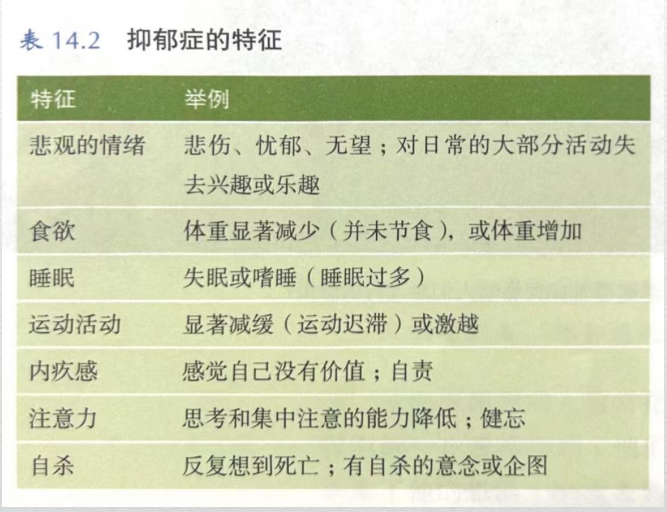 表 14.2 抑郁症的特征
特征 举例
悲观的情绪 悲伤、忧郁、无望；对日常的大部分活动失
去兴趣或乐趣
食欲 体重显著减少（并未节食），或体重增加
睡眠 失眠或嗜睡（睡眠过多）
运动活动 显著减缓（运动迟滞）或激越
内疚感 感觉自己没有价值；自责
注意力 思考和集中注意的能力降低；健忘
自杀 反复想到死亡；有自杀的意念或企图